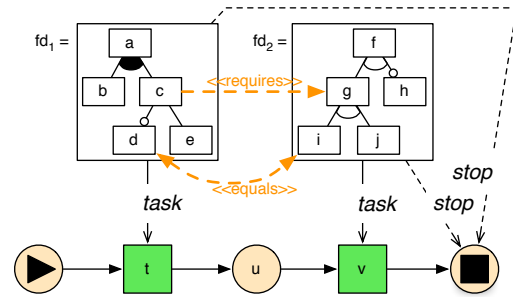 fd1 =
a
b
c
d
e
<<requires>>
fd2 =
f
g
h
i
j
<<equals>>
task
task
stop
stop
t
u
v